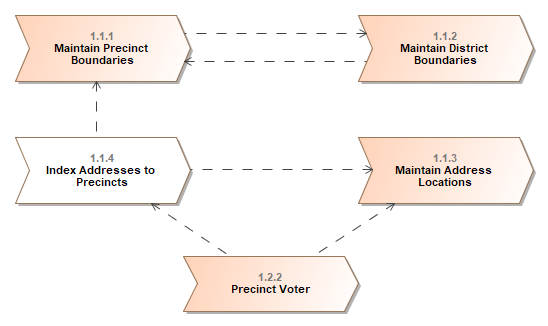 1.1.1
Maintain Precinct
Boundaries
1.1.2
Maintain District
Boundaries
1.1.4
Index Addresses to
Precincts
1.1.3
Maintain Address
Locations
1.2.2
Precinct Voter